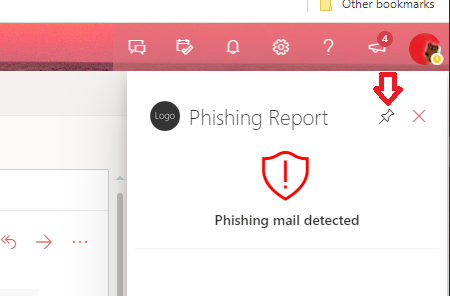 Other bookmarks
4
Logo
Phishing Report
Phishing mail detected